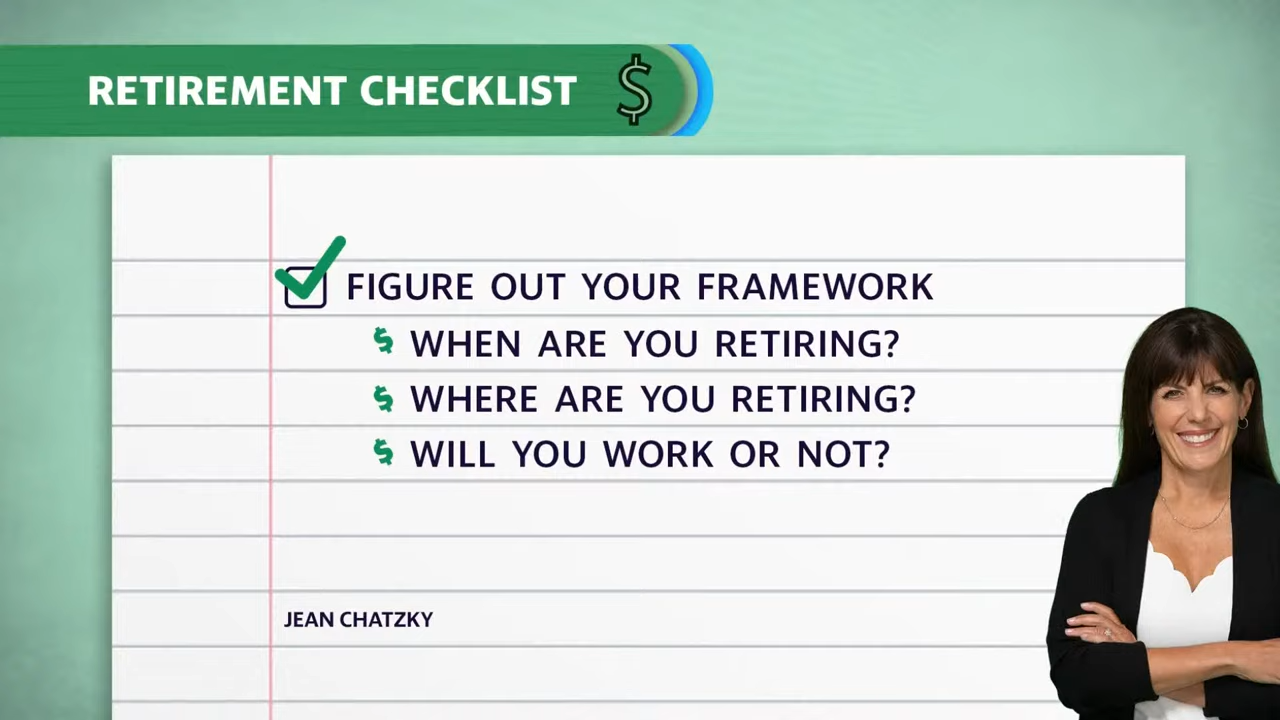 RETIREMENT CHECKLIST $
FIGURE OUT YOUR FRAMEWORK
$ WHEN ARE YOU RETIRING?
$ WHERE ARE YOU RETIRING?
$ WILL YOU WORK OR NOT?
JEAN CHATZKY